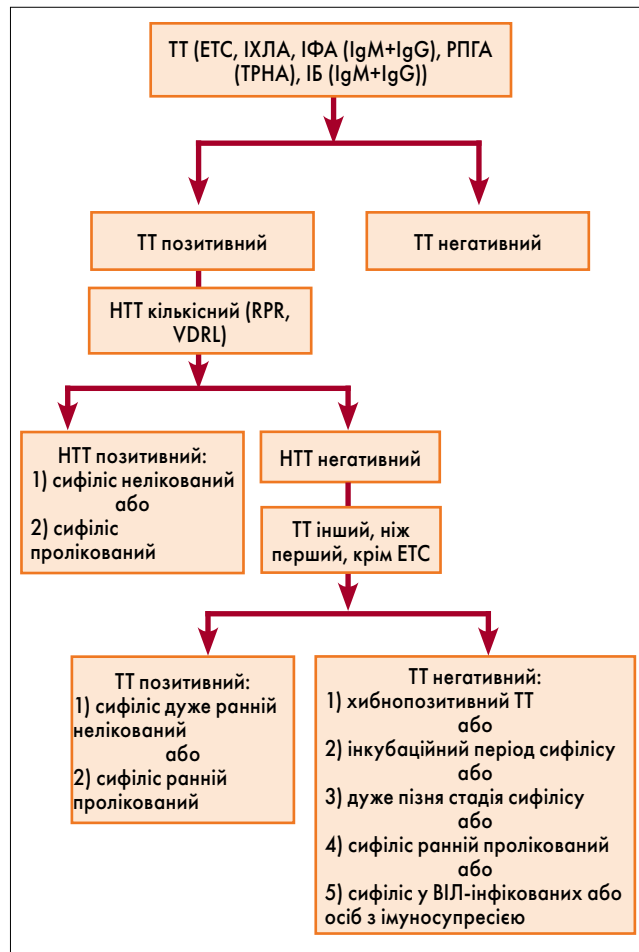 ТТ (ЕТС, ІХЛА, ІФА (IgM+IgG), РПГА
(ТРНА), ІБ (IgM+IgG))
ТТ позитивний
ТТ негативний
НТТ кількісний (RPR,
VDRL)
НТТ позитивний:
1) сифіліс нелікований
або
2) сифіліс
пролікований
НТТ негативний
ТТ інший, ніж
перший, крім ЕТС
ТТ позитивний:
1) сифіліс дуже ранній
нелікований
або
2) сифіліс ранній
пролікований
ТТ негативний:
1) хибнопозитивний ТТ
або
2) інкубаційний період сифілісу
або
3) дуже пізня стадія сифілісу
або
4) сифіліс ранній пролікований
або
5) сифіліс у ВІЛ-інфікованих або
осіб з імуносупресією